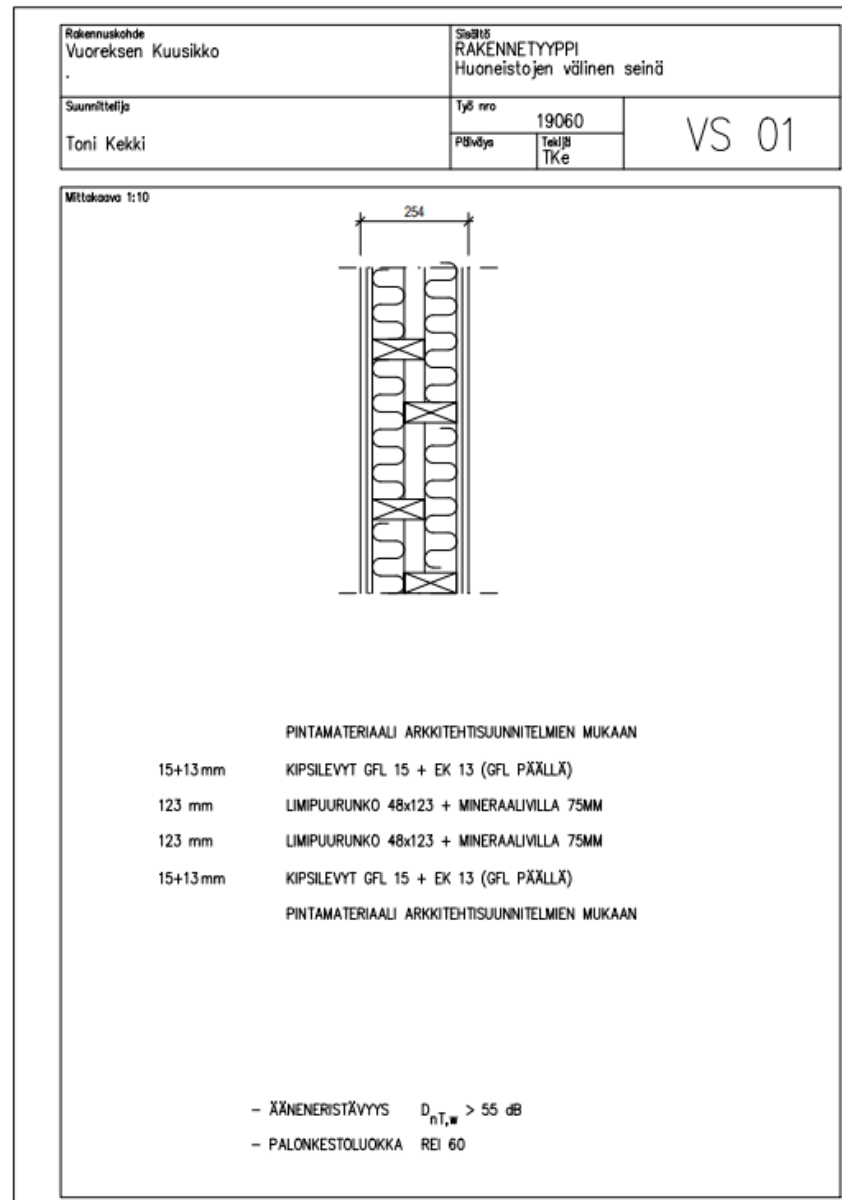 Rakennuskohde
Vuoreksen Kuusikko
.
Sisältö
RAKENNETYYPPI
Huoneistojen välinen seinä
Suunnittelija
Toni Kekki
Työ nro
19060
Päiväys
Tekijä
TKe
VS 01
Mittakaava 1:10
254
PINTAMATERIAALI ARKKITEHTISUUNNITELMIEN MUKAAN
15+13mm KIPSILEVYT GFL 15 + EK 13 (GFL PÄÄLLÄ)
123 mm LIMIPUURUNKO 48x123 + MINERAALIVILLA 75MM
123 mm LIMIPUURUNKO 48x123 + MINERAALIVILLA 75MM
15+13mm KIPSILEVYT GFL 15 + EK 13 (GFL PÄÄLLÄ)
PINTAMATERIAALI ARKKITEHTISUUNNITELMIEN MUKAAN
- ÄÄNENERISTÄVYYS DnT,w > 55 dB
- PALONKESTOLUOKKA REI 60